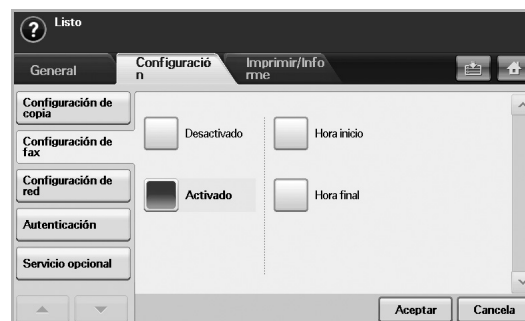 Listo
General
Configuració
n
Imprimir/Info
rme
Configuración de
copia
Configuración de
fax
Configuración de
red
Autenticación
Servicio opcional
Desactivado
Hora inicio
Activado
Hora final
Aceptar
Cancela